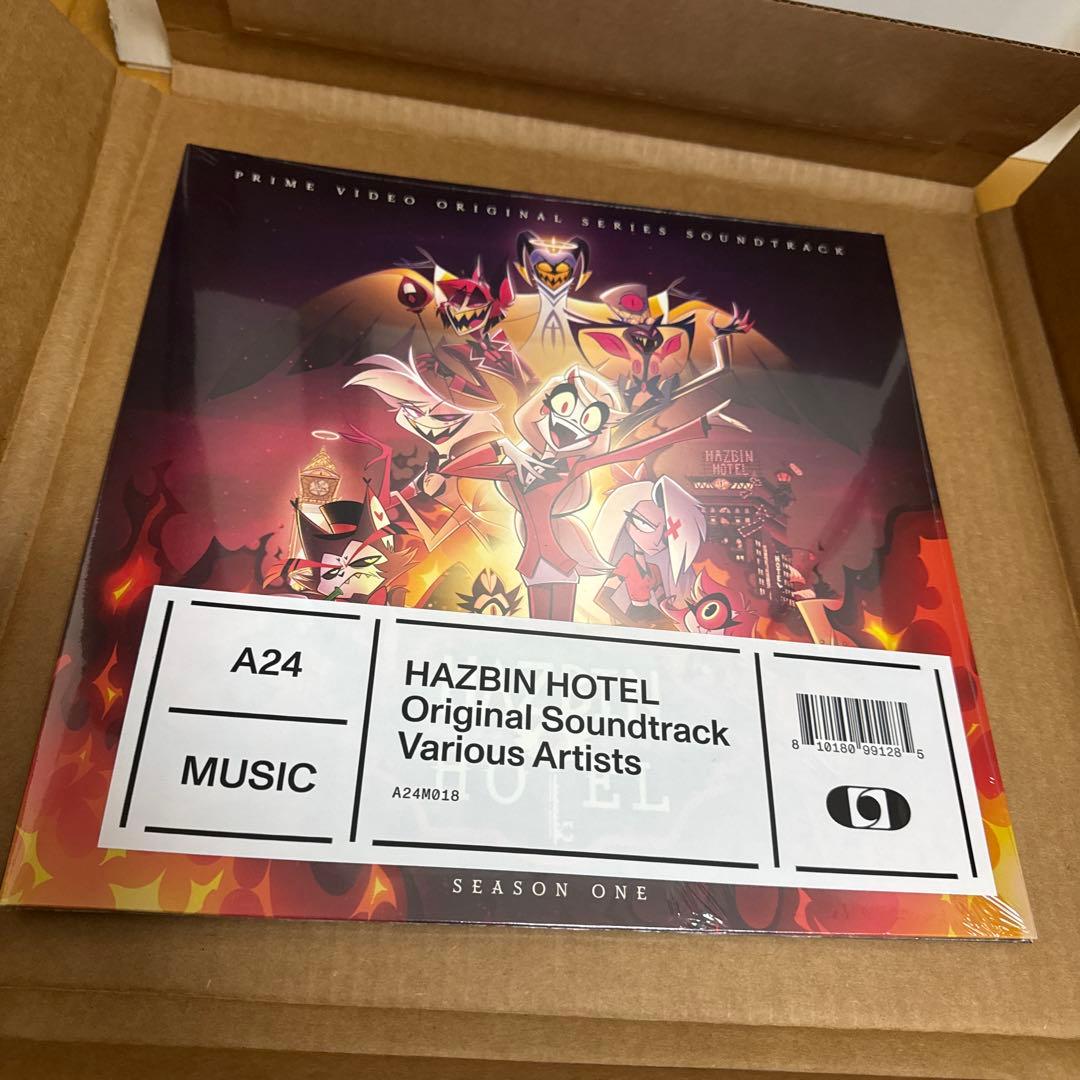 PRIME VIDEO ORIGINAL SERIES SOUNDTRACK
HAZBIN
HOTEL
A24
MUSIC
HAZBIN HOTEL
Original Soundtrack
Various Artists
A24M018
8 10180 99128 5
HOTEL
SEASON ONE